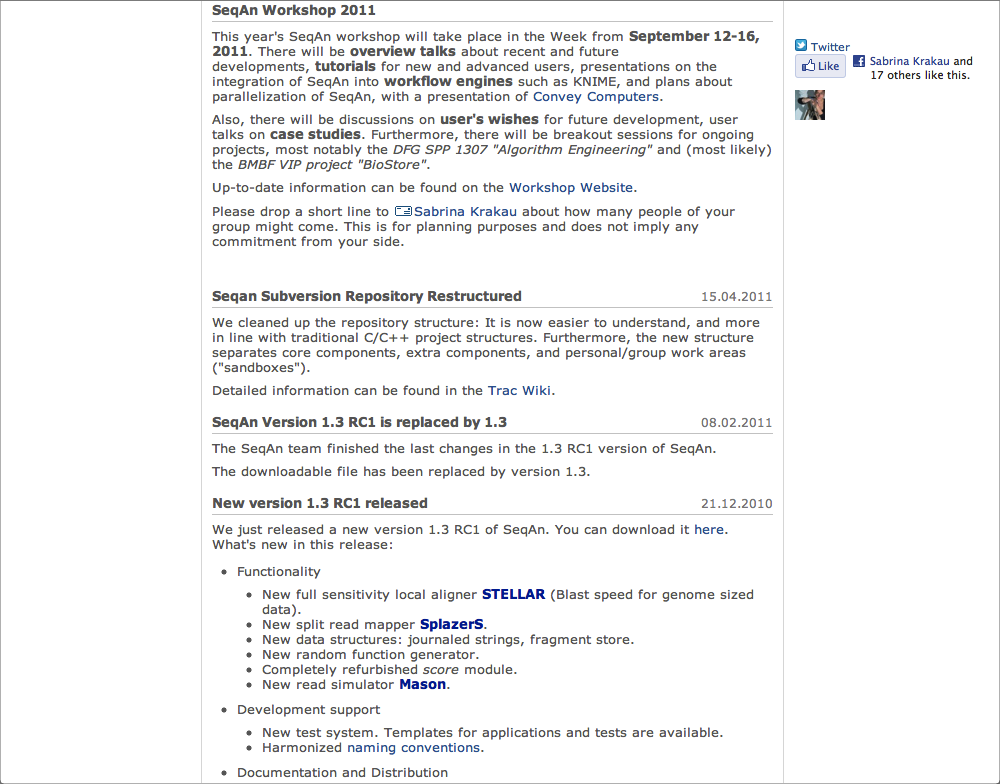 SeqAn Workshop 2011
This year's SeqAn workshop will take place in the Week from September 12-16,
2011. There will be overview talks about recent and future
developments, tutorials for new and advanced users, presentations on the
integration of SeqAn into workflow engines such as KNIME, and plans about
parallelization of SeqAn, with a presentation of Convey Computers.
Also, there will be discussions on user's wishes for future development, user
talks on case studies. Furthermore, there will be breakout sessions for ongoing
projects, most notably the DFG SPP 1307 "Algorithm Engineering" and (most likely)
the BMBF VIP project "BioStore".
Up-to-date information can be found on the Workshop Website.
Please drop a short line to Sabrina Krakau about how many people of your
group might come. This is for planning purposes and does not imply any
commitment from your side.
Seqan Subversion Repository Restructured 15.04.2011
We cleaned up the repository structure: It is now easier to understand, and more
in line with traditional C/C++ project structures. Furthermore, the new structure
separates core components, extra components, and personal/group work areas
("sandboxes").
Detailed information can be found in the Trac Wiki.
SeqAn Version 1.3 RC1 is replaced by 1.3 08.02.2011
The SeqAn team finished the last changes in the 1.3 RC1 version of SeqAn.
The downloadable file has been replaced by version 1.3.
New version 1.3 RC1 released 21.12.2010
We just released a new version 1.3 RC1 of SeqAn. You can download it here.
What's new in this release:
• Functionality
• New full sensitivity local aligner STELLAR (Blast speed for genome sized
data).
• New split read mapper SplazerS.
• New data structures: journaled strings, fragment store.
• New random function generator.
• Completely refurbished score module.
• New read simulator Mason.
• Development support
• New test system. Templates for applications and tests are available.
• Harmonized naming conventions.
• Documentation and Distribution
Twitter
Like
Sabrina Krakau and
17 others like this.